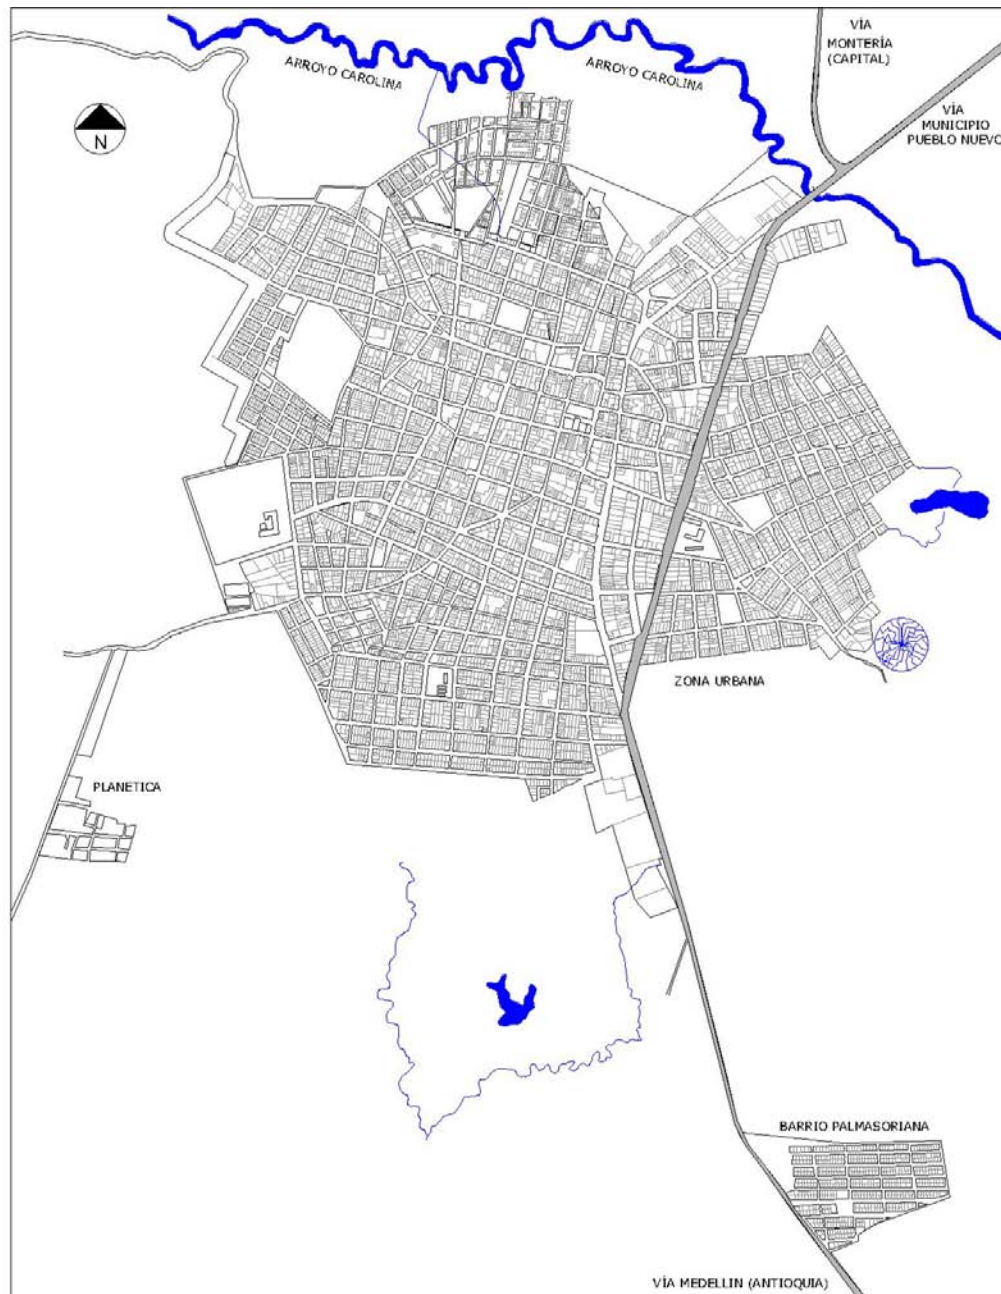 VÍA
MONTERÍA
(CAPITAL)
ARROYO CAROLINA
ARROYO CAROLINA
VÍA
MUNICIPIO
PUEBLO NUEVO
N
ZONA URBANA
PLANETICA
BARRIO PALMASORIANA
VÍA MEDELLIN (ANTIOQUIA)